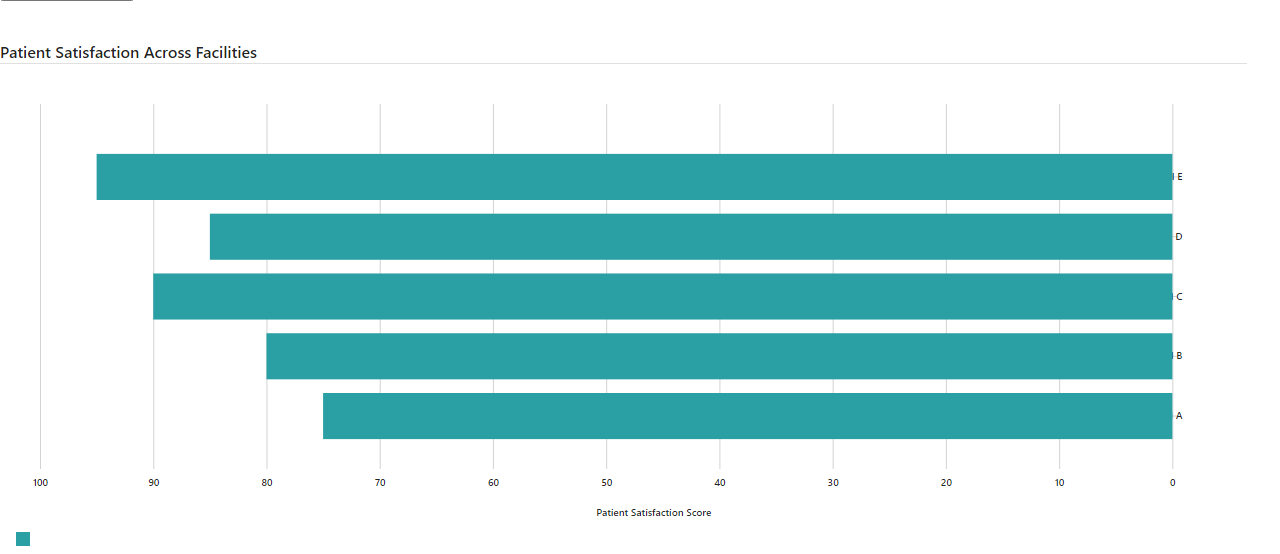 Patient Satisfaction Across Facilities
E
D
C
B
A
100 90 80 70 60 50 40 30 20 10 0
Patient Satisfaction Score